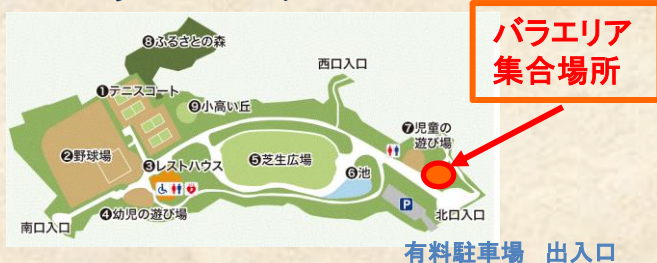 バラエリア
集合場所
❽ふるさとの森
西口入口
❶テニスコート
❾小高い丘
❼児童の
遊び場
❷野球場
❸レストハウス
❺芝生広場
❻池
P
❹幼児の遊び場
北口入口
南口入口
有料駐車場 出入口